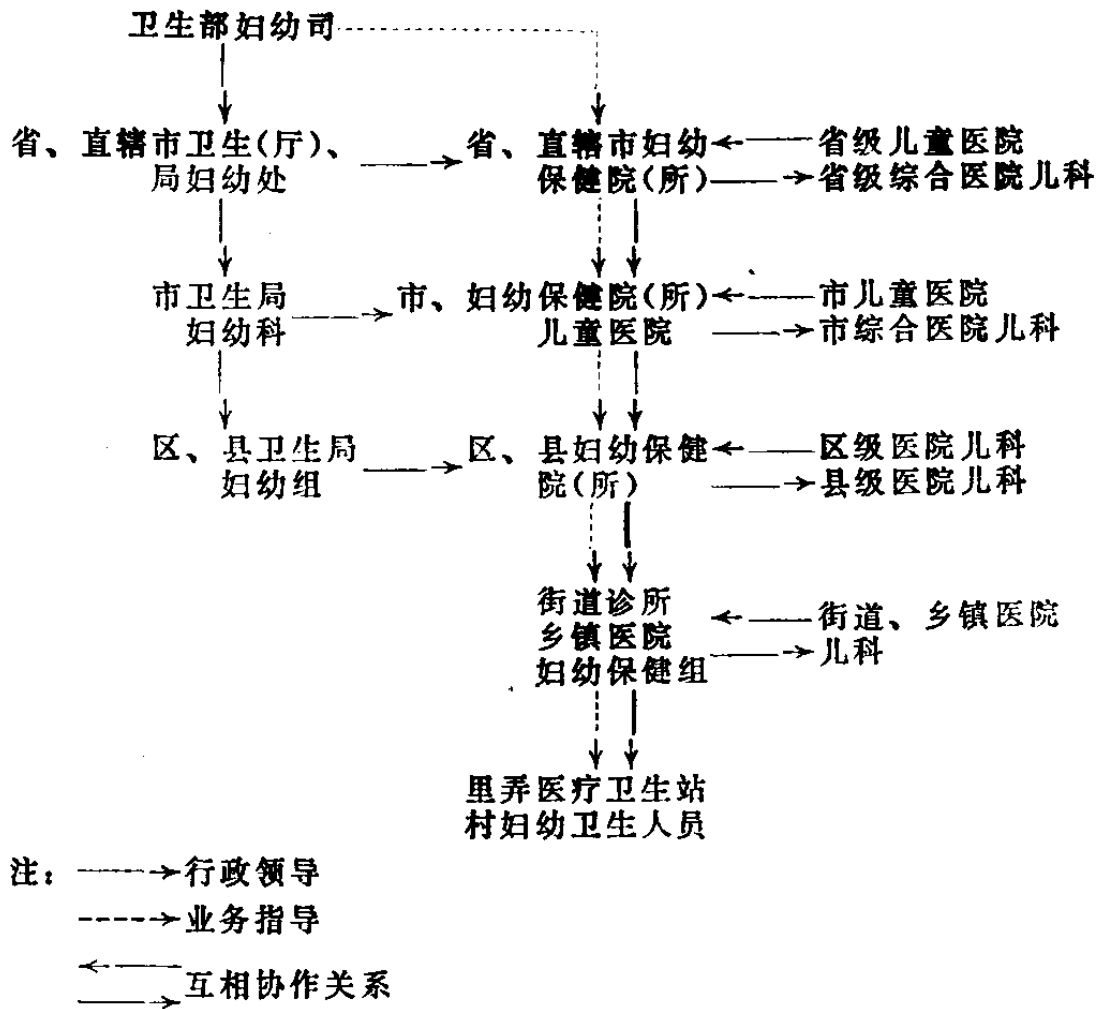 卫生部妇幼司
省、直辖市卫生(厅)、
局妇幼处
省、直辖市妇幼
保健院(所)
省级儿童医院
省级综合医院儿科
市卫生局
妇幼科
市、妇幼保健院(所)
儿童医院
市儿童医院
市综合医院儿科
区、县卫生局
妇幼组
区、县妇幼保健
院(所)
区级医院儿科
县级医院儿科
街道诊所
乡镇医院
妇幼保健组
街道、乡镇医院
儿科
里弄医疗卫生站
村妇幼卫生人员
注：
行政领导
业务指导
互相协作关系